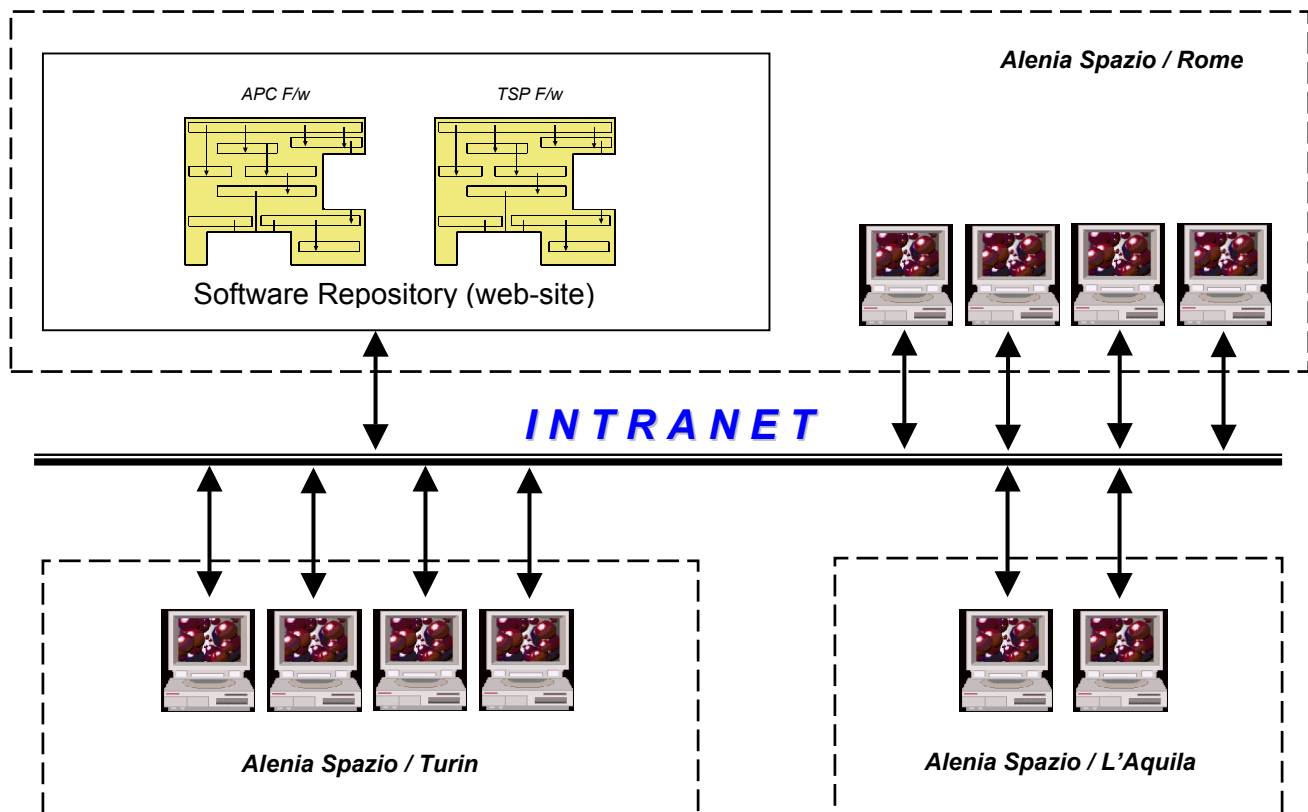 Alenia Spazio / Rome
APC F/w
TSP F/w
Software Repository (web-site)
INTRANET
Alenia Spazio / Turin
Alenia Spazio / L’Aquila